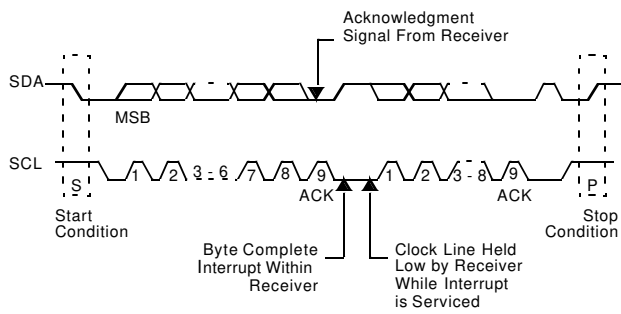 Acknowledgment
Signal From Receiver
SDA
MSB
SCL
S
1
2
3 - 6
7
8
9
1
2
3 - 8
9
P
ACK
ACK
Start
Condition
Stop
Condition
Byte Complete
Interrupt Within
Receiver
Clock Line Held
Low by Receiver
While Interrupt
is Serviced